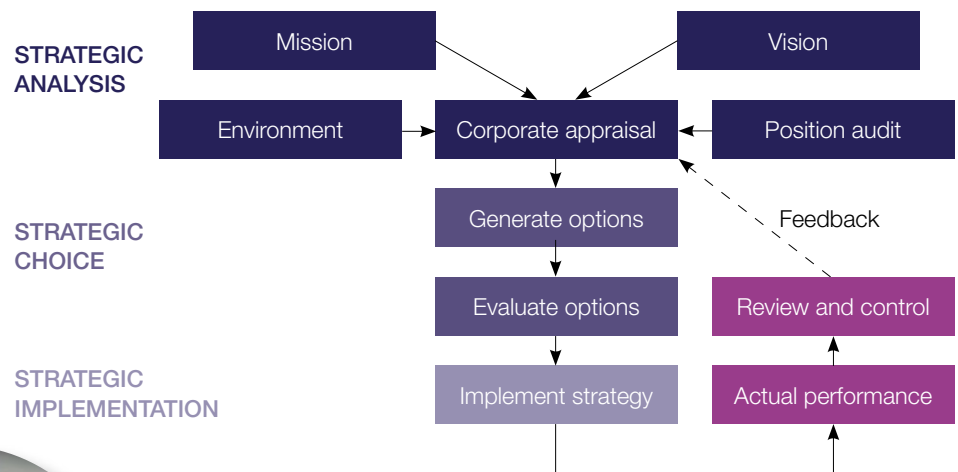 Mission
Vision
STRATEGIC
ANALYSIS
Environment
Corporate appraisal
Position audit
Generate options
Feedback
STRATEGIC
CHOICE
Evaluate options
Review and control
STRATEGIC
IMPLEMENTATION
Implement strategy
Actual performance